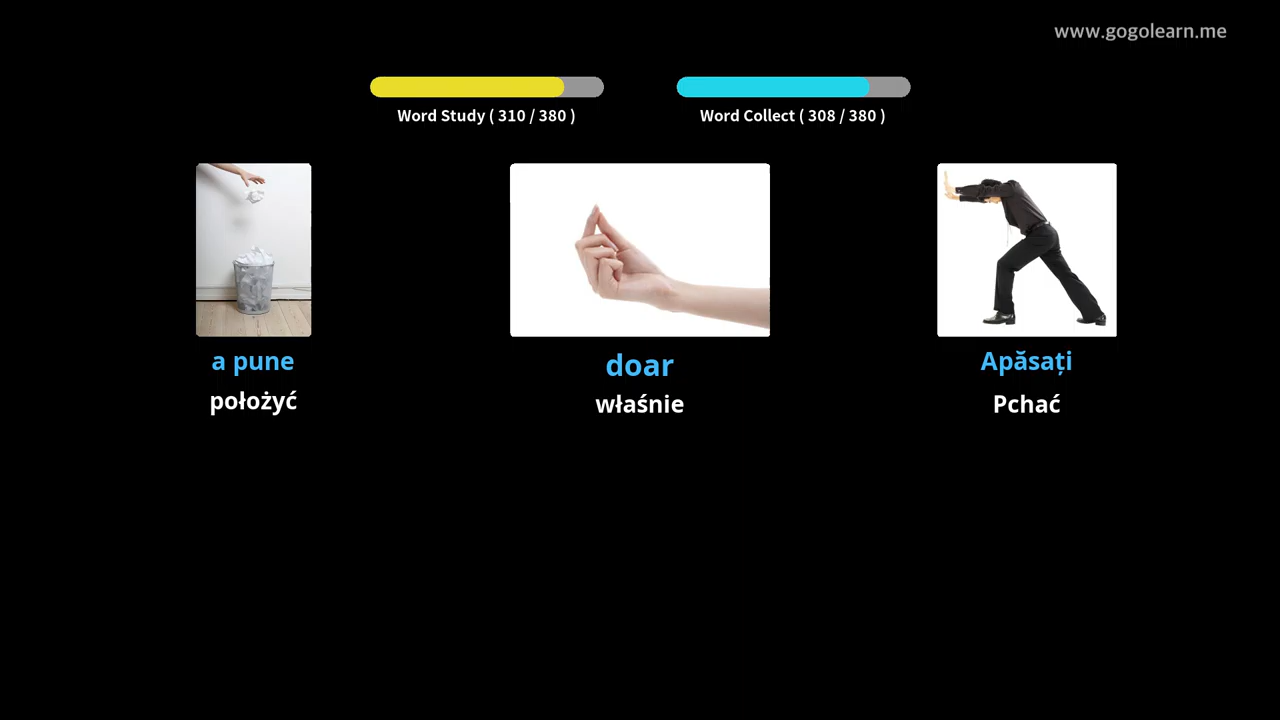 www.gogolearn.me
Word Study ( 310 / 380 )
Word Collect ( 308 / 380 )
a pune
położyć
doar
właśnie
Apăsați
Pchać